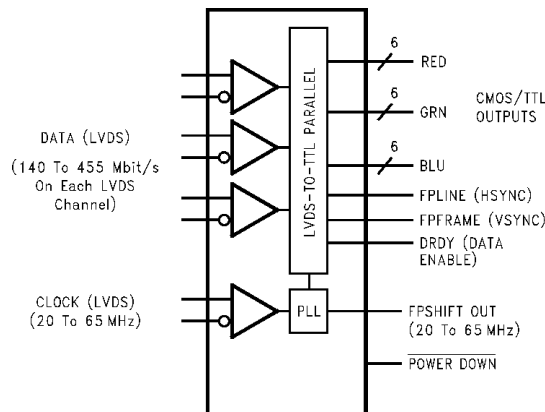 DATA (LVDS)
(140 To 455 Mbit/s
On Each LVDS
Channel)
CLOCK (LVDS)
(20 To 65 MHz)
LVDS-TO-TTL PARALLEL
PLL
6
RED
6
GRN
CMOS/TTL
OUTPUTS
6
BLU
FPLINE (HSYNC)
FPFRAME (VSYNC)
DRDY (DATA
ENABLE)
FPSHIFT OUT
(20 To 65 MHz)
POWER DOWN